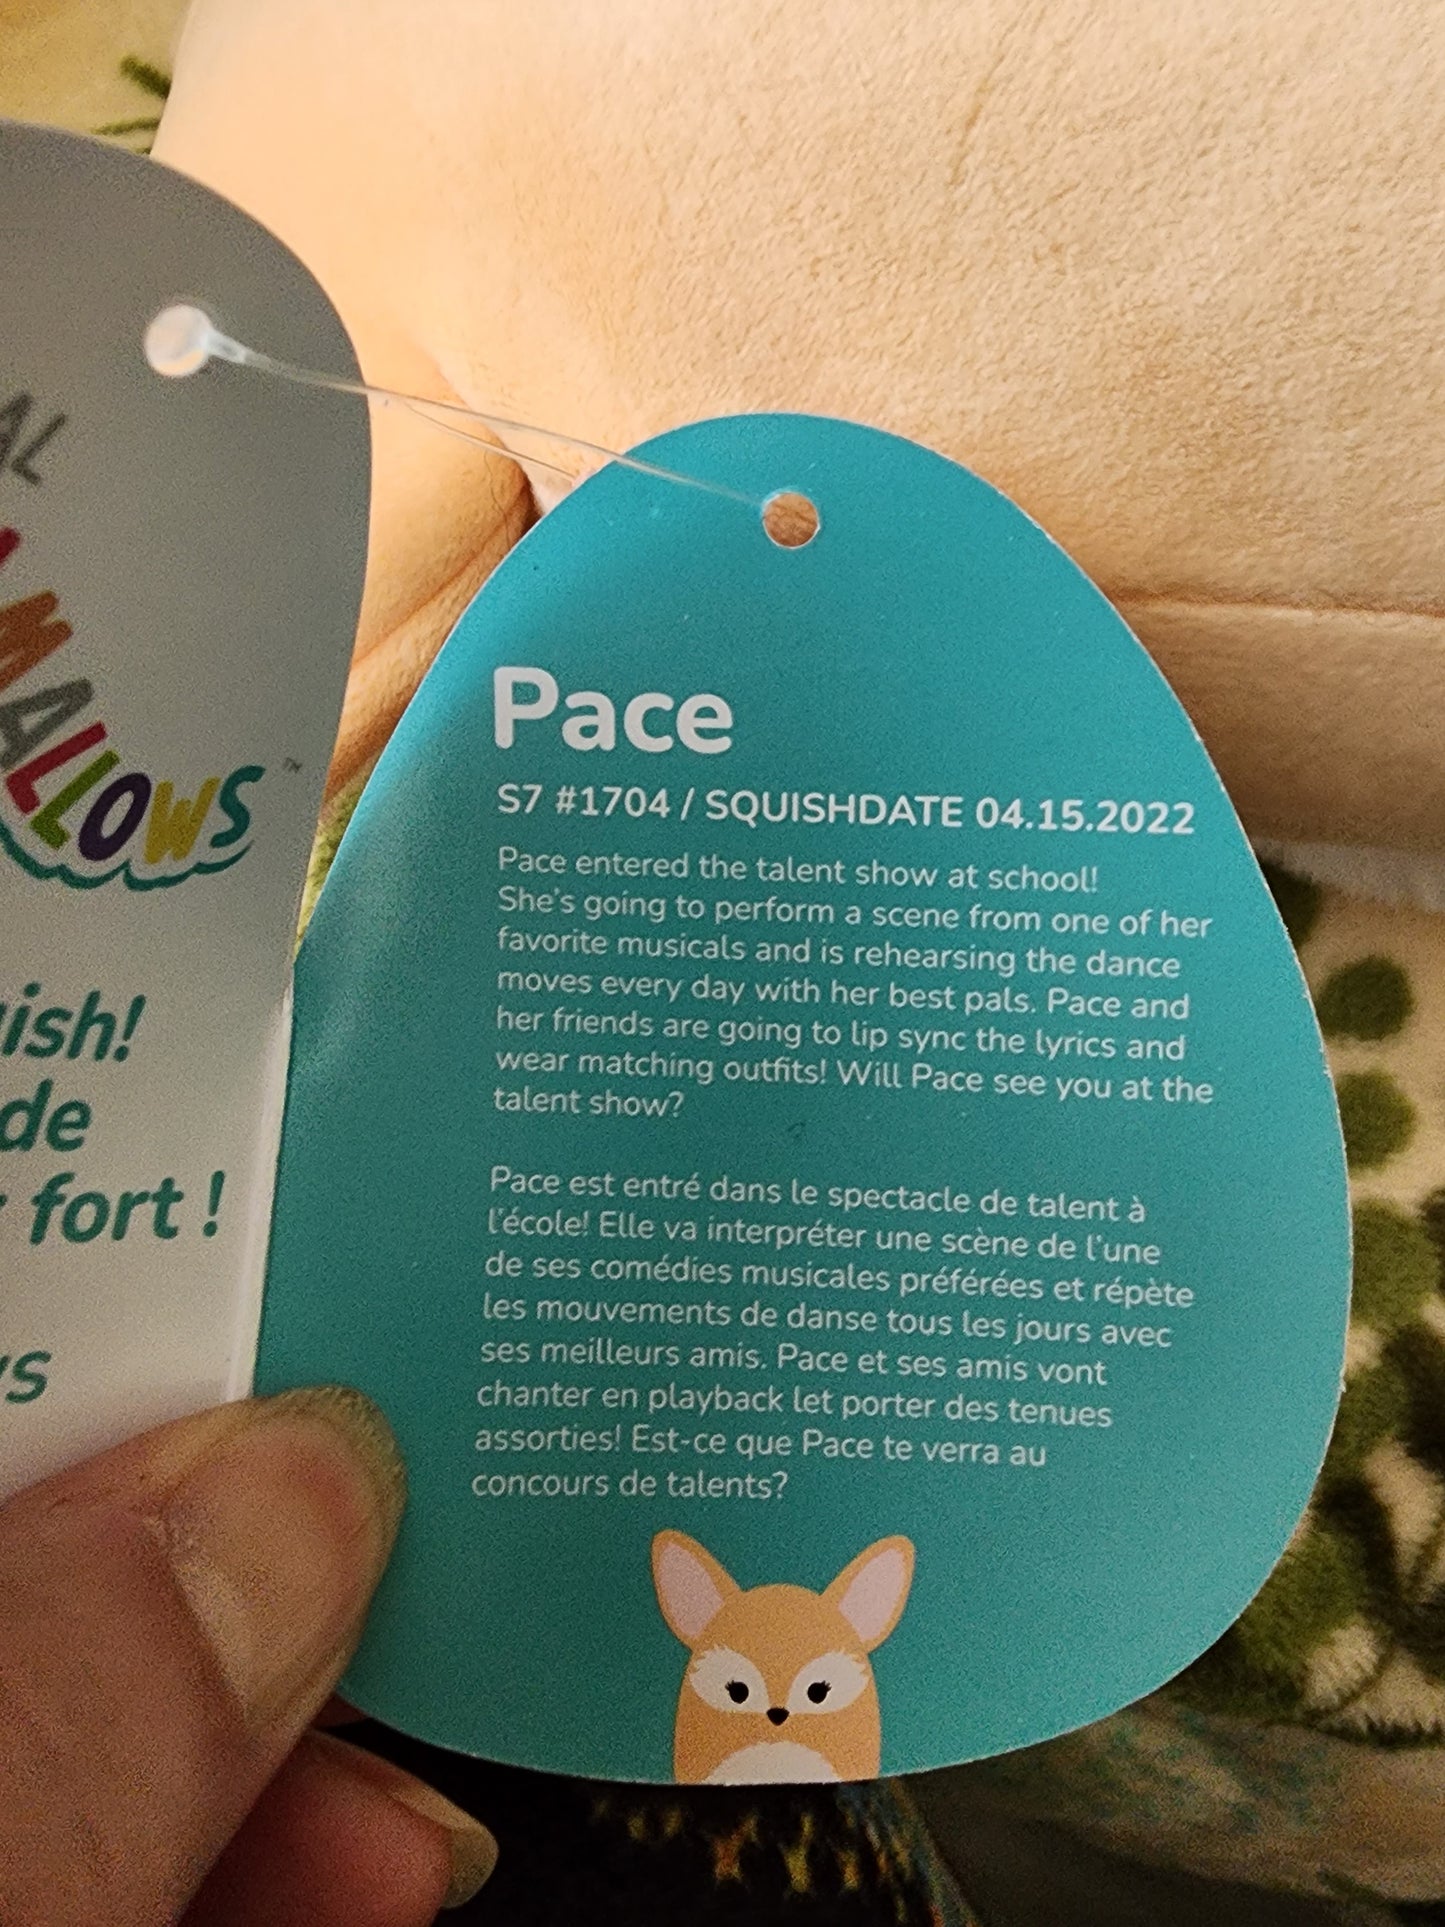 AL
MALLOWS™
ish!
de
fort !
s
Pace
S7 #1704 / SQUISHDATE 04.15.2022
Pace entered the talent show at school!
She's going to perform a scene from one of her
favorite musicals and is rehearsing the dance
moves every day with her best pals. Pace and
her friends are going to lip sync the lyrics and
wear matching outfits! Will Pace see you at the
talent show?
Pace est entré dans le spectacle de talent à
l'école! Elle va interpréter une scène de l'une
de ses comédies musicales préférées et répète
les mouvements de danse tous les jours avec
ses meilleurs amis. Pace et ses amis vont
chanter en playback let porter des tenues
assorties! Est-ce que Pace te verra au
concours de talents?